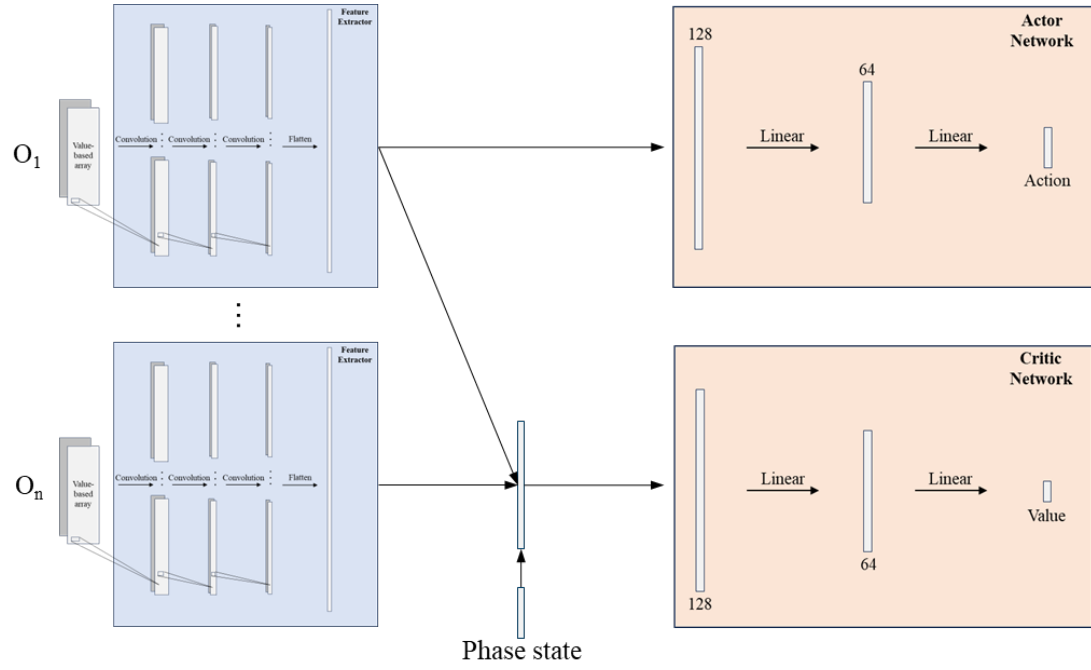 Feature
Extractor
O1
Value-
based
array
Convolution
Convolution
Convolution
Flatten
128
64
Linear
Linear
Action
Actor
Network
Feature
Extractor
On
Value-
based
array
Convolution
Convolution
Convolution
Flatten
Phase state
Critic
Network
Linear
Linear
Value
64
128